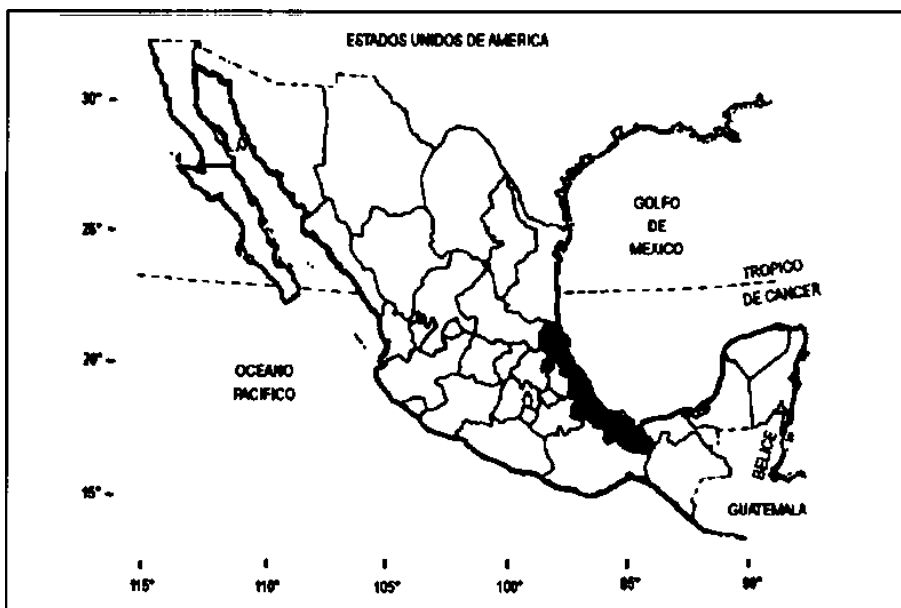 ESTADOS UNIDOS DE AMERICA
30°
GOLFO
DE
MEXICO
25°
TROPICO
DE CANCER
20°
OCEANO
PACIFICO
BELICE
15°
GUATEMALA
115° 110° 105° 100° 95° 90°